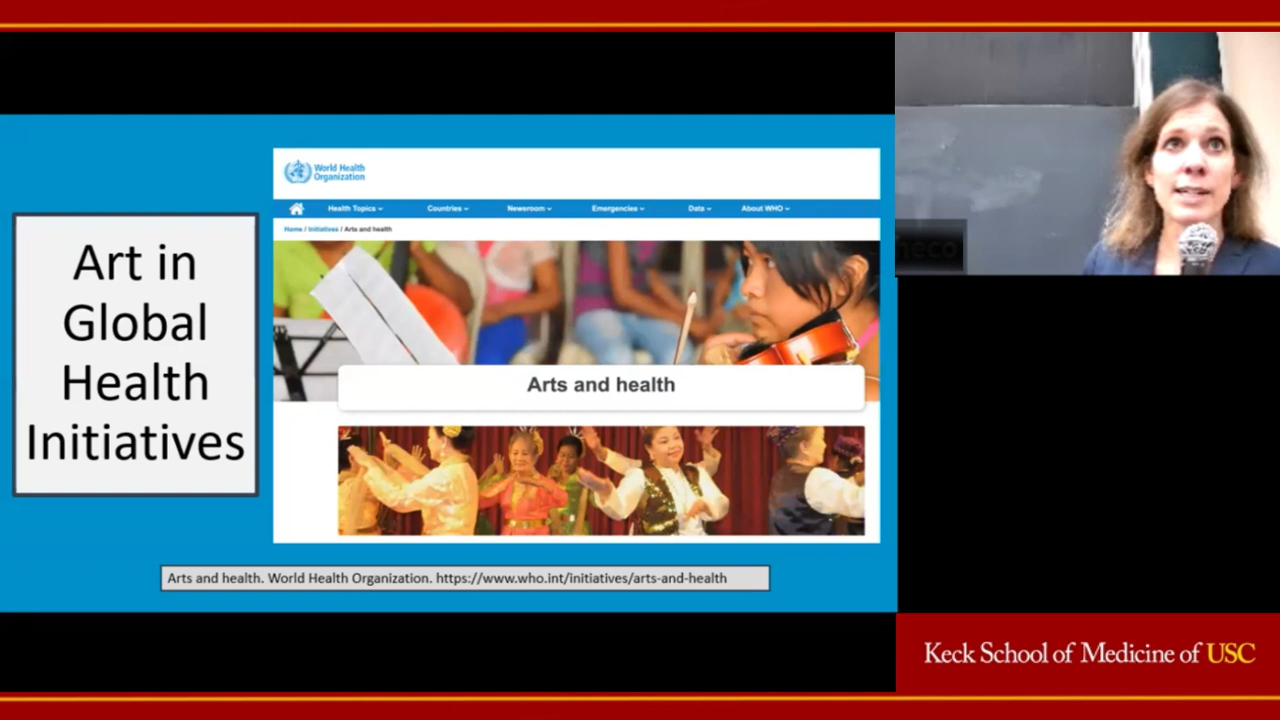 Art in
Global
Health
Initiatives
World Health
Organization
Health Topics
Countries
Newsroom
Emergencies
Data
About WHO
Home / Initiatives / Arts and health
Arts and health
Arts and health. World Health Organization. https://www.who.int/initiatives/arts-and-health
Keck School of Medicine of USC